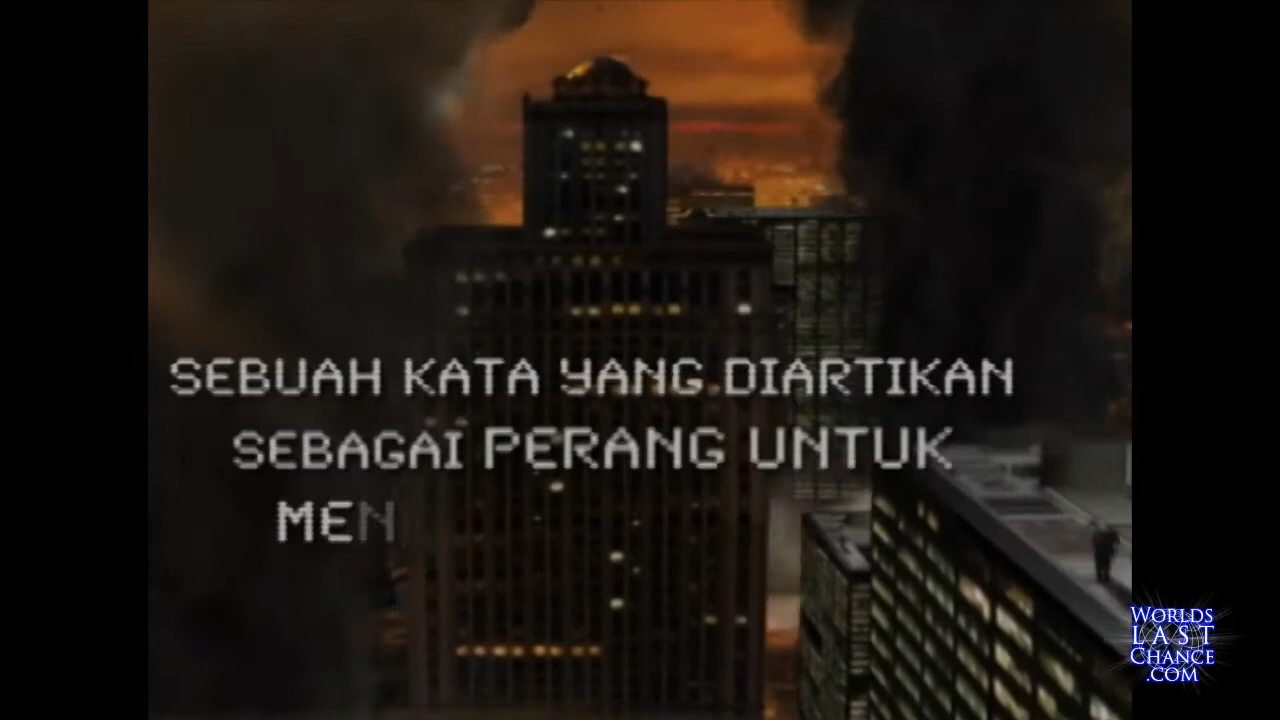 SEBUAH KATA YANG DIARTIKAN
SEBAGAI PERANG UNTUK
MEN
WORLDS
LAST
CHANCE
.COM